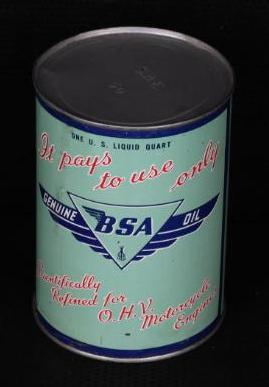 ONE U. S. LIQUID QUART
It pays
to use only
GENUINE BSA OIL
Scientifically
Refined for
O.H.V. Motorcycle
Engines